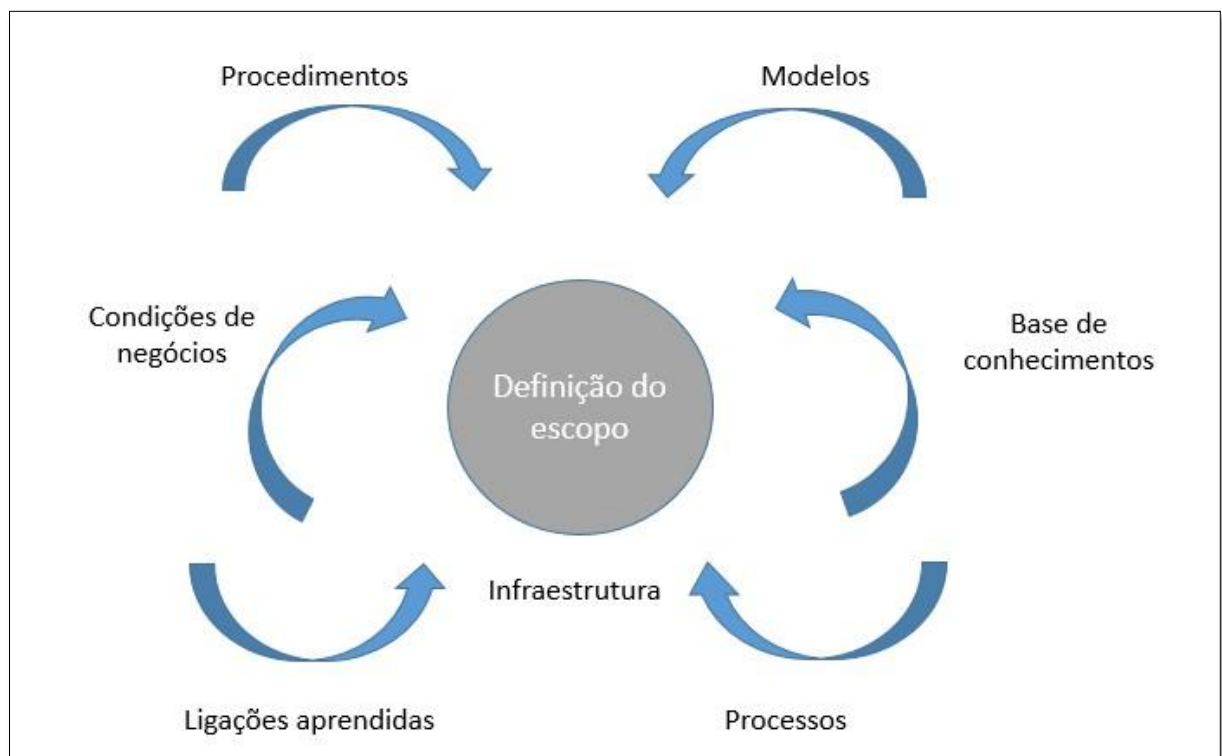 Procedimentos
Modelos
Condições de
negócios
Base de
conhecimentos
Definição do
escopo
Infraestrutura
Ligações aprendidas
Processos